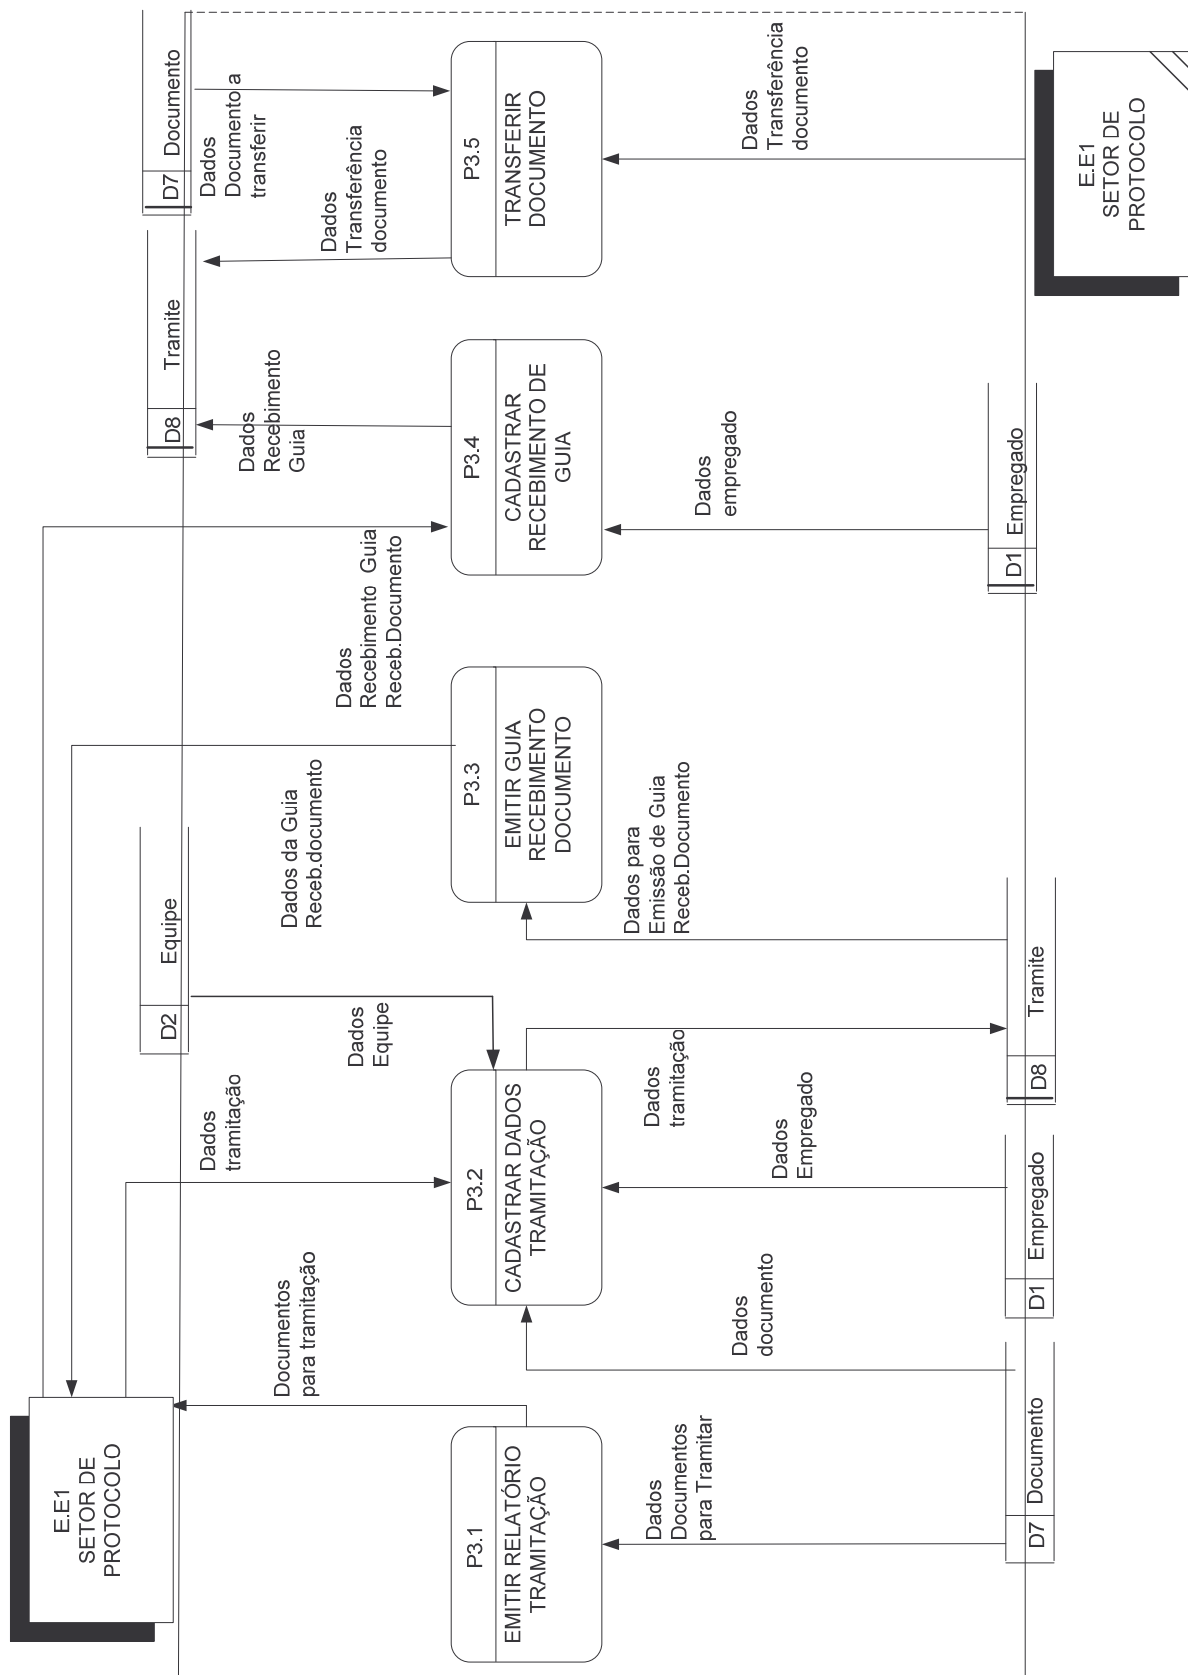 E.E1
SETOR DE
PROTOCOLO
D2
Equipe
D8
Tramite
D7
Documento
Dados
tramitação
Dados
Documento a
transferir
Documentos
para tramitação
Dados
Equipe
Dados da Guia
Receb.documento
Dados
Recebimento Guia
Receb.Documento
Dados
Recebimento
Guia
Dados
Transferência
documento
P3.1
EMITIR RELATÓRIO
TRAMITAÇÃO
P3.2
CADASTRAR DADOS
TRAMITAÇÃO
P3.3
EMITIR GUIA
RECEBIMENTO
DOCUMENTO
P3.4
CADASTRAR
RECEBIMENTO DE
GUIA
P3.5
TRANSFERIR
DOCUMENTO
Dados
Documentos
para Tramitar
Dados
documento
Dados
tramitação
Dados
Empregado
Dados para
Emissão de Guia
Receb.Documento
Dados
empregado
Dados
Transferência
documento
D7
Documento
D1
Empregado
D8
Tramite
D1
Empregado
E.E1
SETOR DE
PROTOCOLO